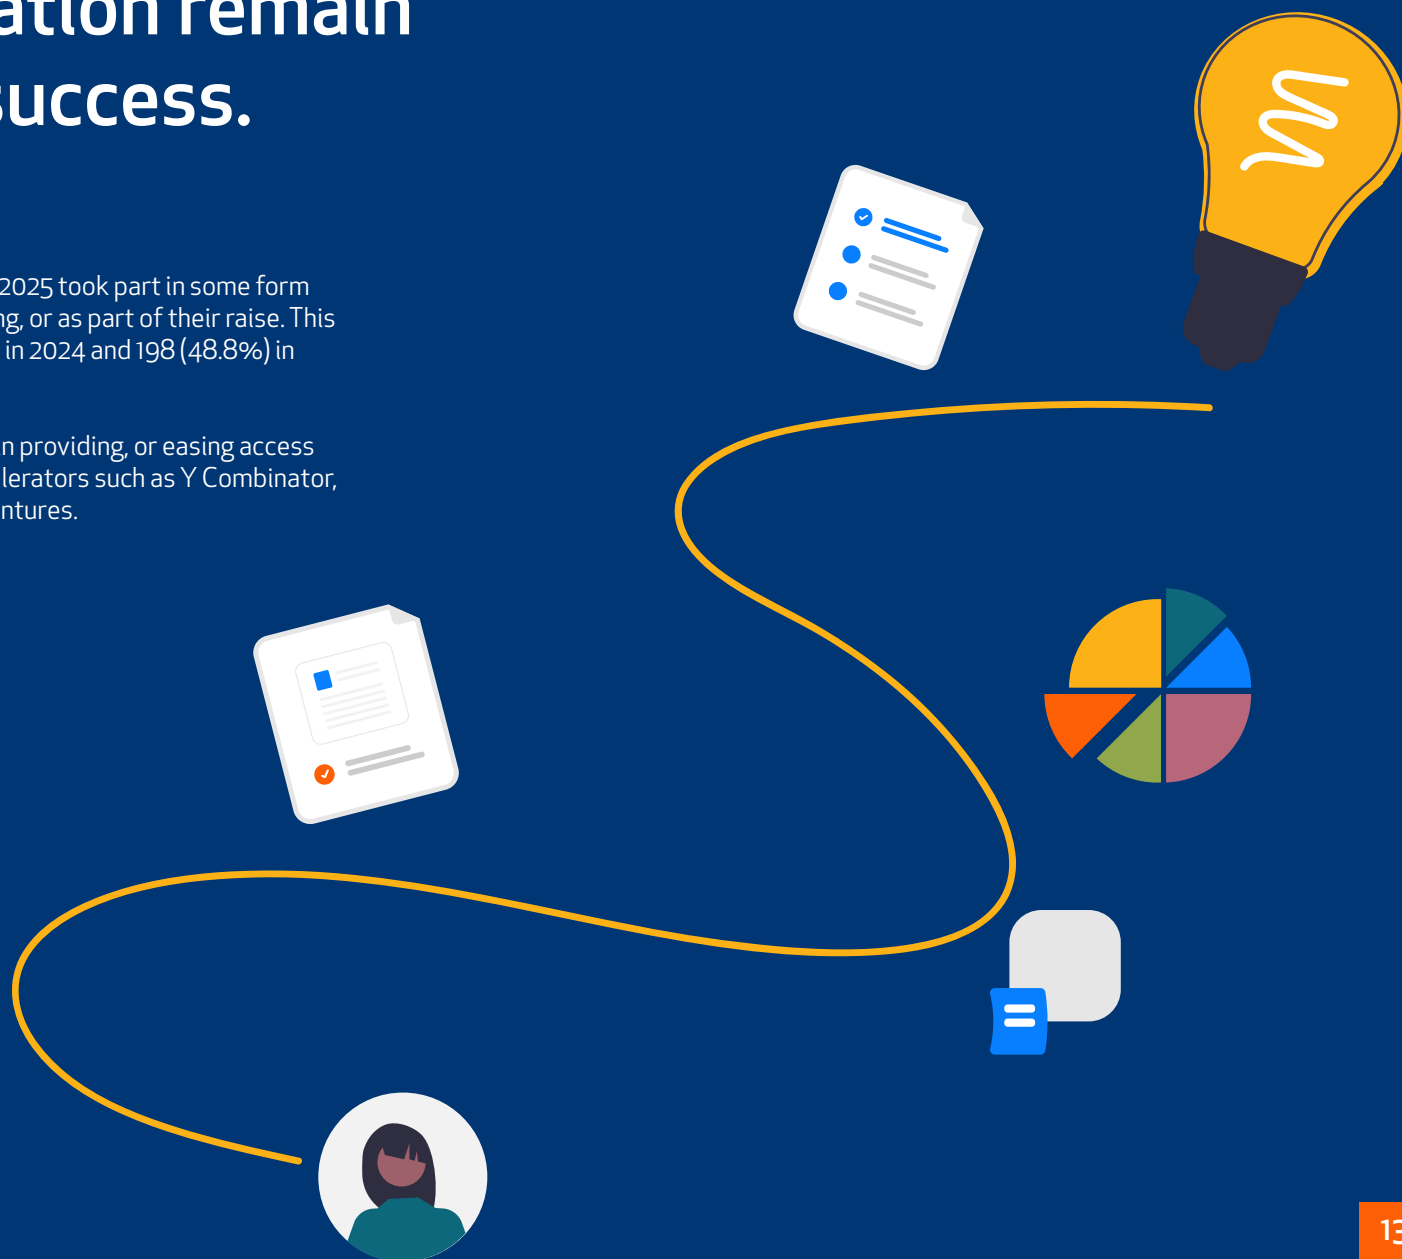 ation remain
success.
2025 took part in some form
ng, or as part of their raise. This
in 2024 and 198 (48.8%) in
n providing, or easing access
lerators such as Y Combinator,
ntures.
13